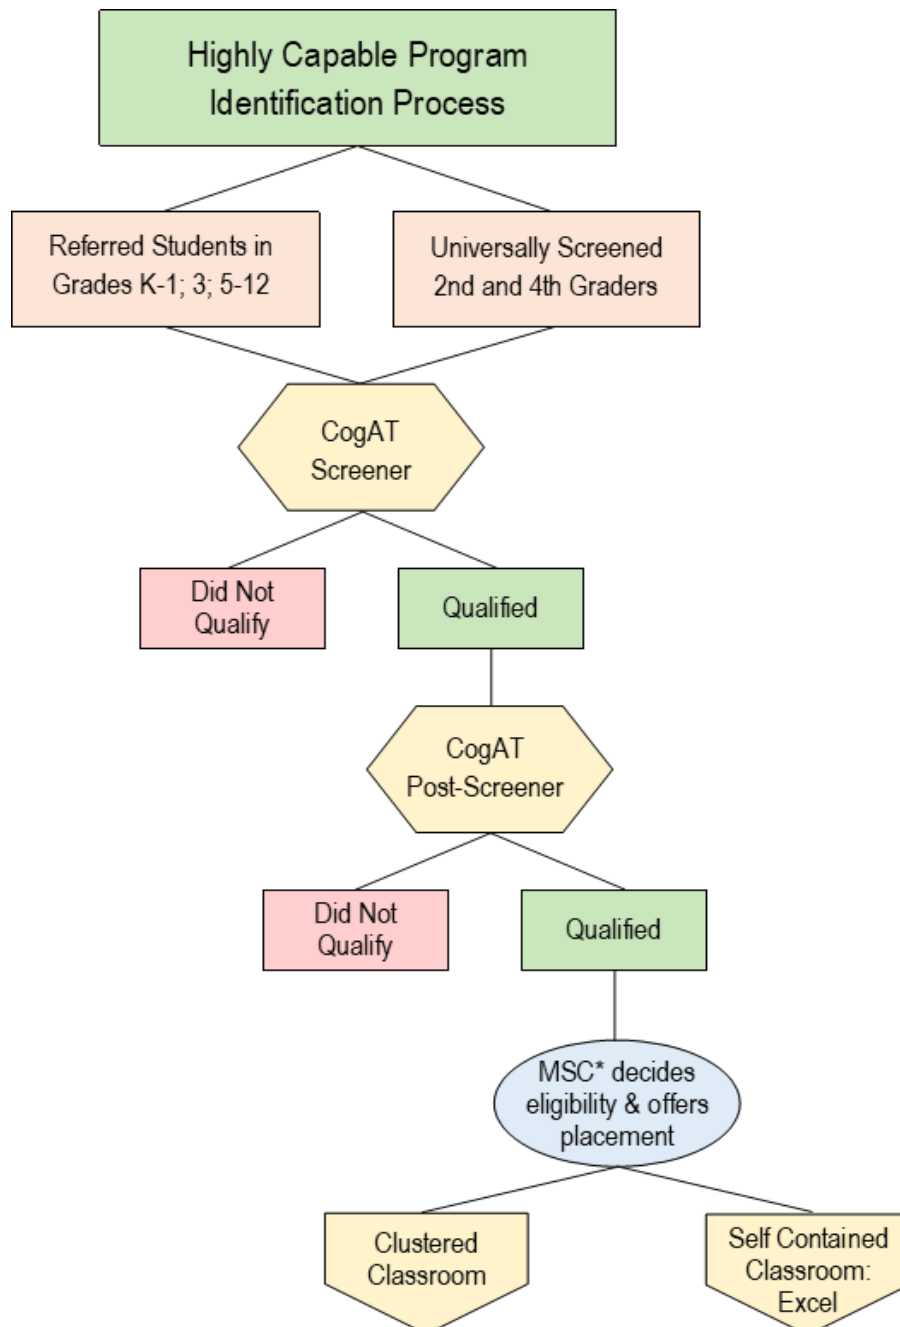 Highly Capable Program
Identification Process
Referred Students in
Grades K-1; 3; 5-12
Universally Screened
2nd and 4th Graders
CogAT
Screener
Did Not
Qualify
Qualified
CogAT
Post-Screener
Did Not
Qualify
Qualified
MSC* decides
eligibility & offers
placement
Clustered
Classroom
Self Contained
Classroom:
Excel